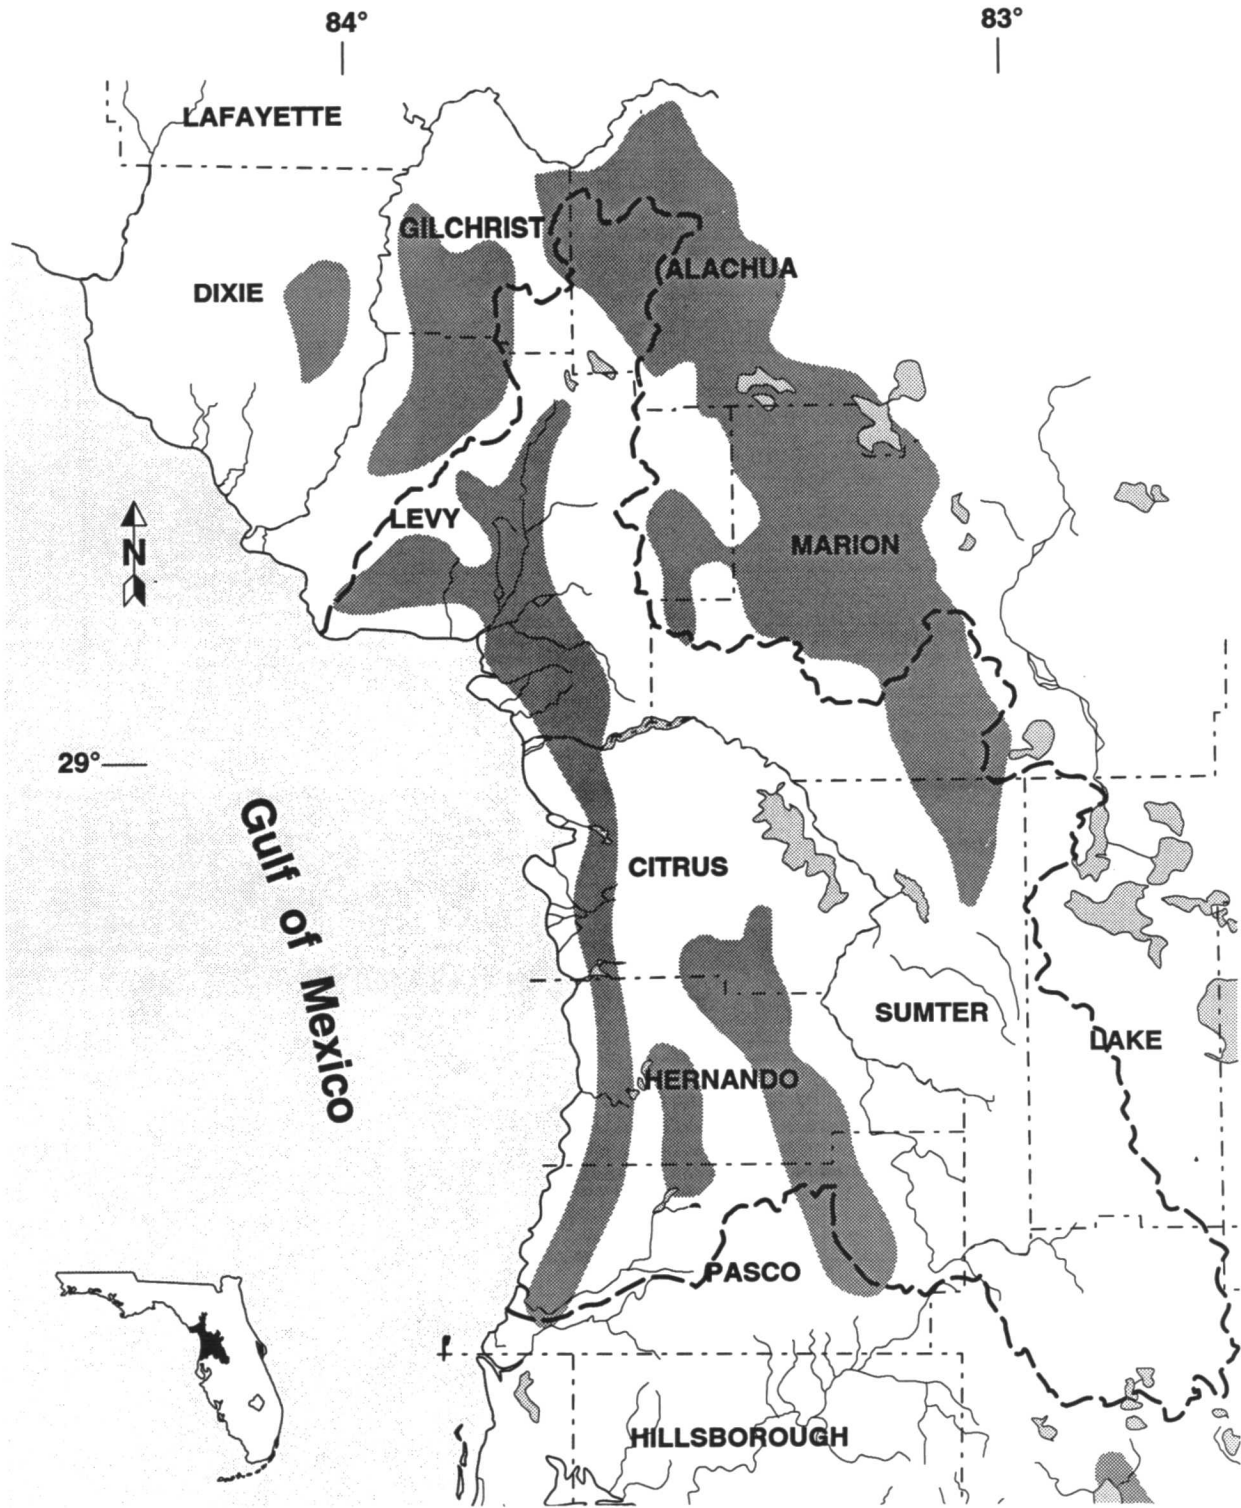 84°
83°
LAFAYETTE
GILCHRIST
ALACHUA
DIXIE
LEVY
N
MARION
29°
Gulf of Mexico
CITRUS
SUMTER
LAKE
HERNANDO
PASCO
HILLSBOROUGH